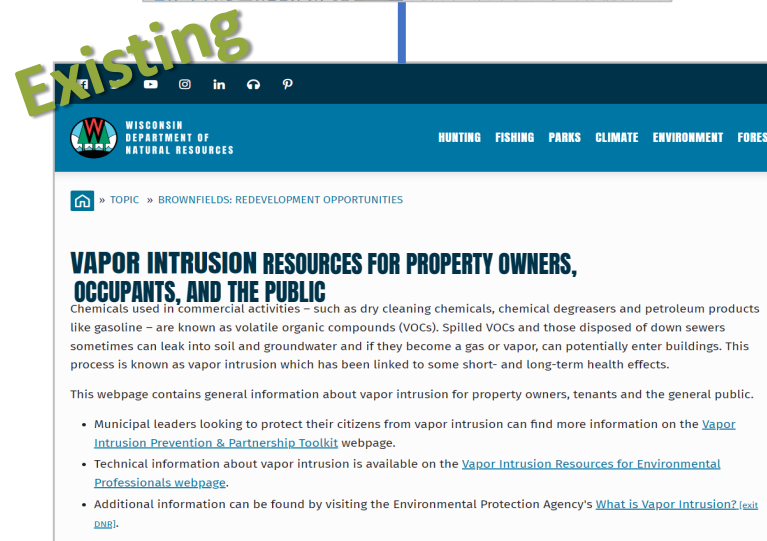 Existing
WISCONSIN
DEPARTMENT OF
NATURAL RESOURCES
HUNTING FISHING PARKS CLIMATE ENVIRONMENT FORES
» TOPIC » BROWNFIELDS: REDEVELOPMENT OPPORTUNITIES
VAPOR INTRUSION RESOURCES FOR PROPERTY OWNERS,
OCCUPANTS, AND THE PUBLIC
Chemicals used in commercial activities – such as dry cleaning chemicals, chemical degreasers and petroleum products
like gasoline – are known as volatile organic compounds (VOCs). Spilled VOCs and those disposed of down sewers
sometimes can leak into soil and groundwater and if they become a gas or vapor, can potentially enter buildings. This
process is known as vapor intrusion which has been linked to some short- and long-term health effects.
This webpage contains general information about vapor intrusion for property owners, tenants and the general public.
• Municipal leaders looking to protect their citizens from vapor intrusion can find more information on the Vapor
Intrusion Prevention & Partnership Toolkit webpage.
• Technical information about vapor intrusion is available on the Vapor Intrusion Resources for Environmental
Professionals webpage.
• Additional information can be found by visiting the Environmental Protection Agency's What is Vapor Intrusion? [exit
DNR].